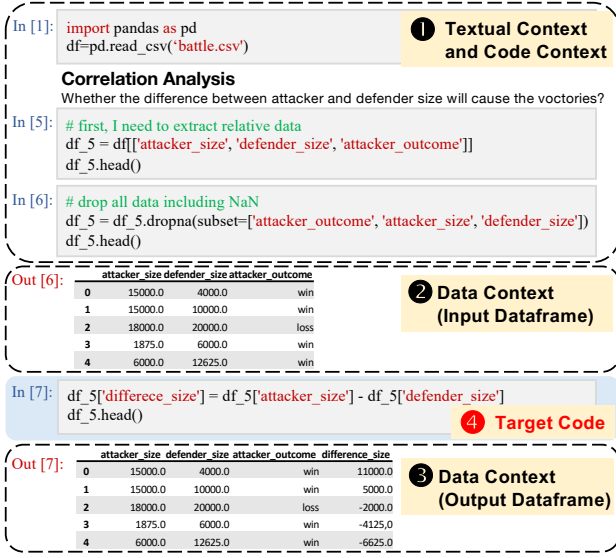 In [1]:
import pandas as pd
df=pd.read_csv(‘battle.csv')
❶ Textual Context
and Code Context
Correlation Analysis
Whether the difference between attacker and defender size will cause the voctories?
In [5]:
# first, I need to extract relative data
df_5 = df[['attacker_size', 'defender_size', 'attacker_outcome']]
df_5.head()
In [6]:
# drop all data including NaN
df_5 = df_5.dropna(subset=['attacker_outcome', 'attacker_size', 'defender_size'])
df_5.head()
Out [6]:
attacker_size defender_size attacker_outcome
0 15000.0 4000.0 win
1 15000.0 10000.0 win
2 18000.0 20000.0 loss
3 1875.0 6000.0 win
4 6000.0 12625.0 win
❷ Data Context
(Input Dataframe)
In [7]:
df_5['differece_size'] = df_5['attacker_size'] - df_5['defender_size']
df_5.head()
❹ Target Code
Out [7]:
attacker_size defender_size attacker_outcome difference_size
0 15000.0 4000.0 win 11000.0
1 15000.0 10000.0 win 5000.0
2 18000.0 20000.0 loss -2000.0
3 1875.0 6000.0 win -4125,0
4 6000.0 12625.0 win -6625.0
❸ Data Context
(Output Dataframe)